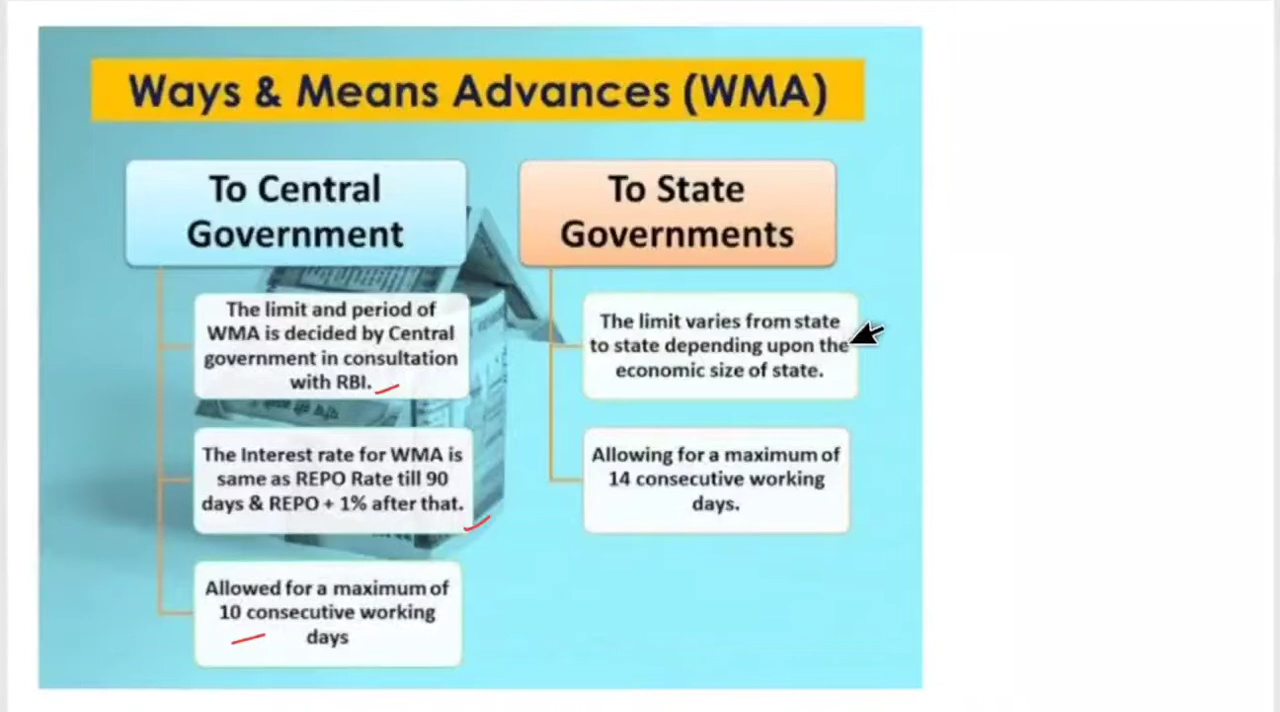 Ways & Means Advances (WMA)
To Central
Government
The limit and period of
WMA is decided by Central
government in consultation
with RBI.
The Interest rate for WMA is
same as REPO Rate till 90
days & REPO + 1% after that.
Allowed for a maximum of
10 consecutive working
days
To State
Governments
The limit varies from state
to state depending upon the
economic size of state.
Allowing for a maximum of
14 consecutive working
days.